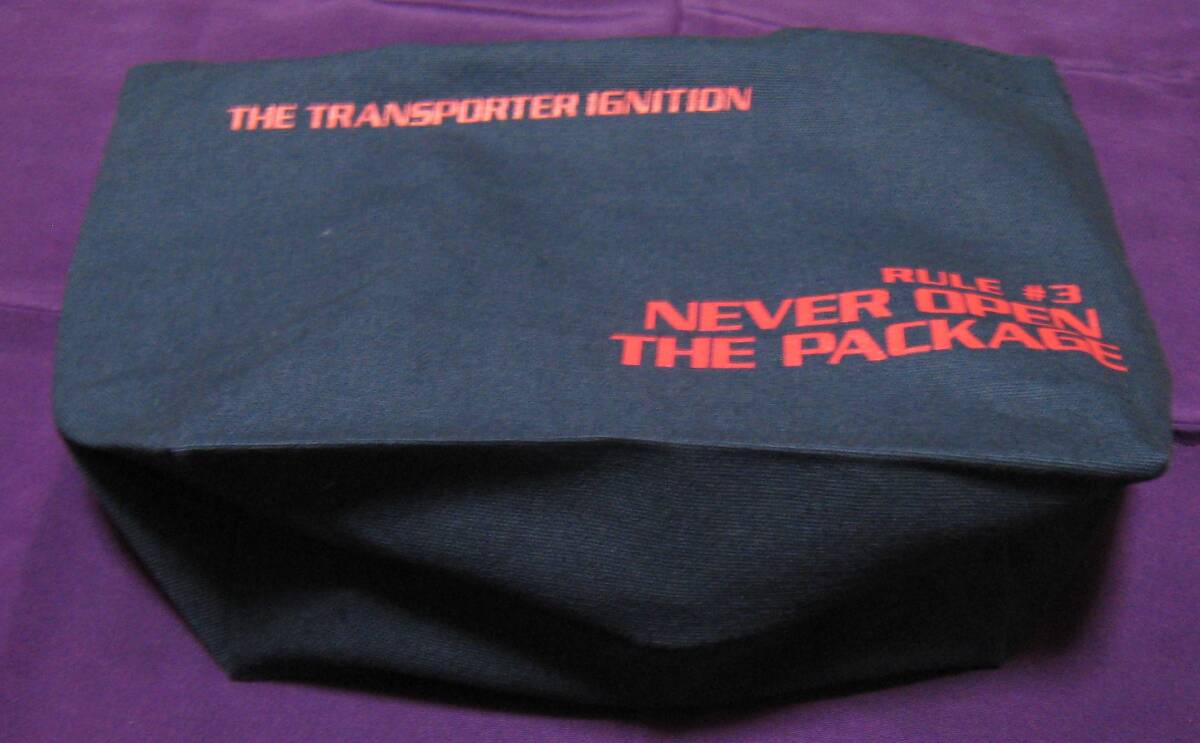 THE TRANSPORTER IGNITION
RULE #3
NEVER OPEN
THE PACKAGE